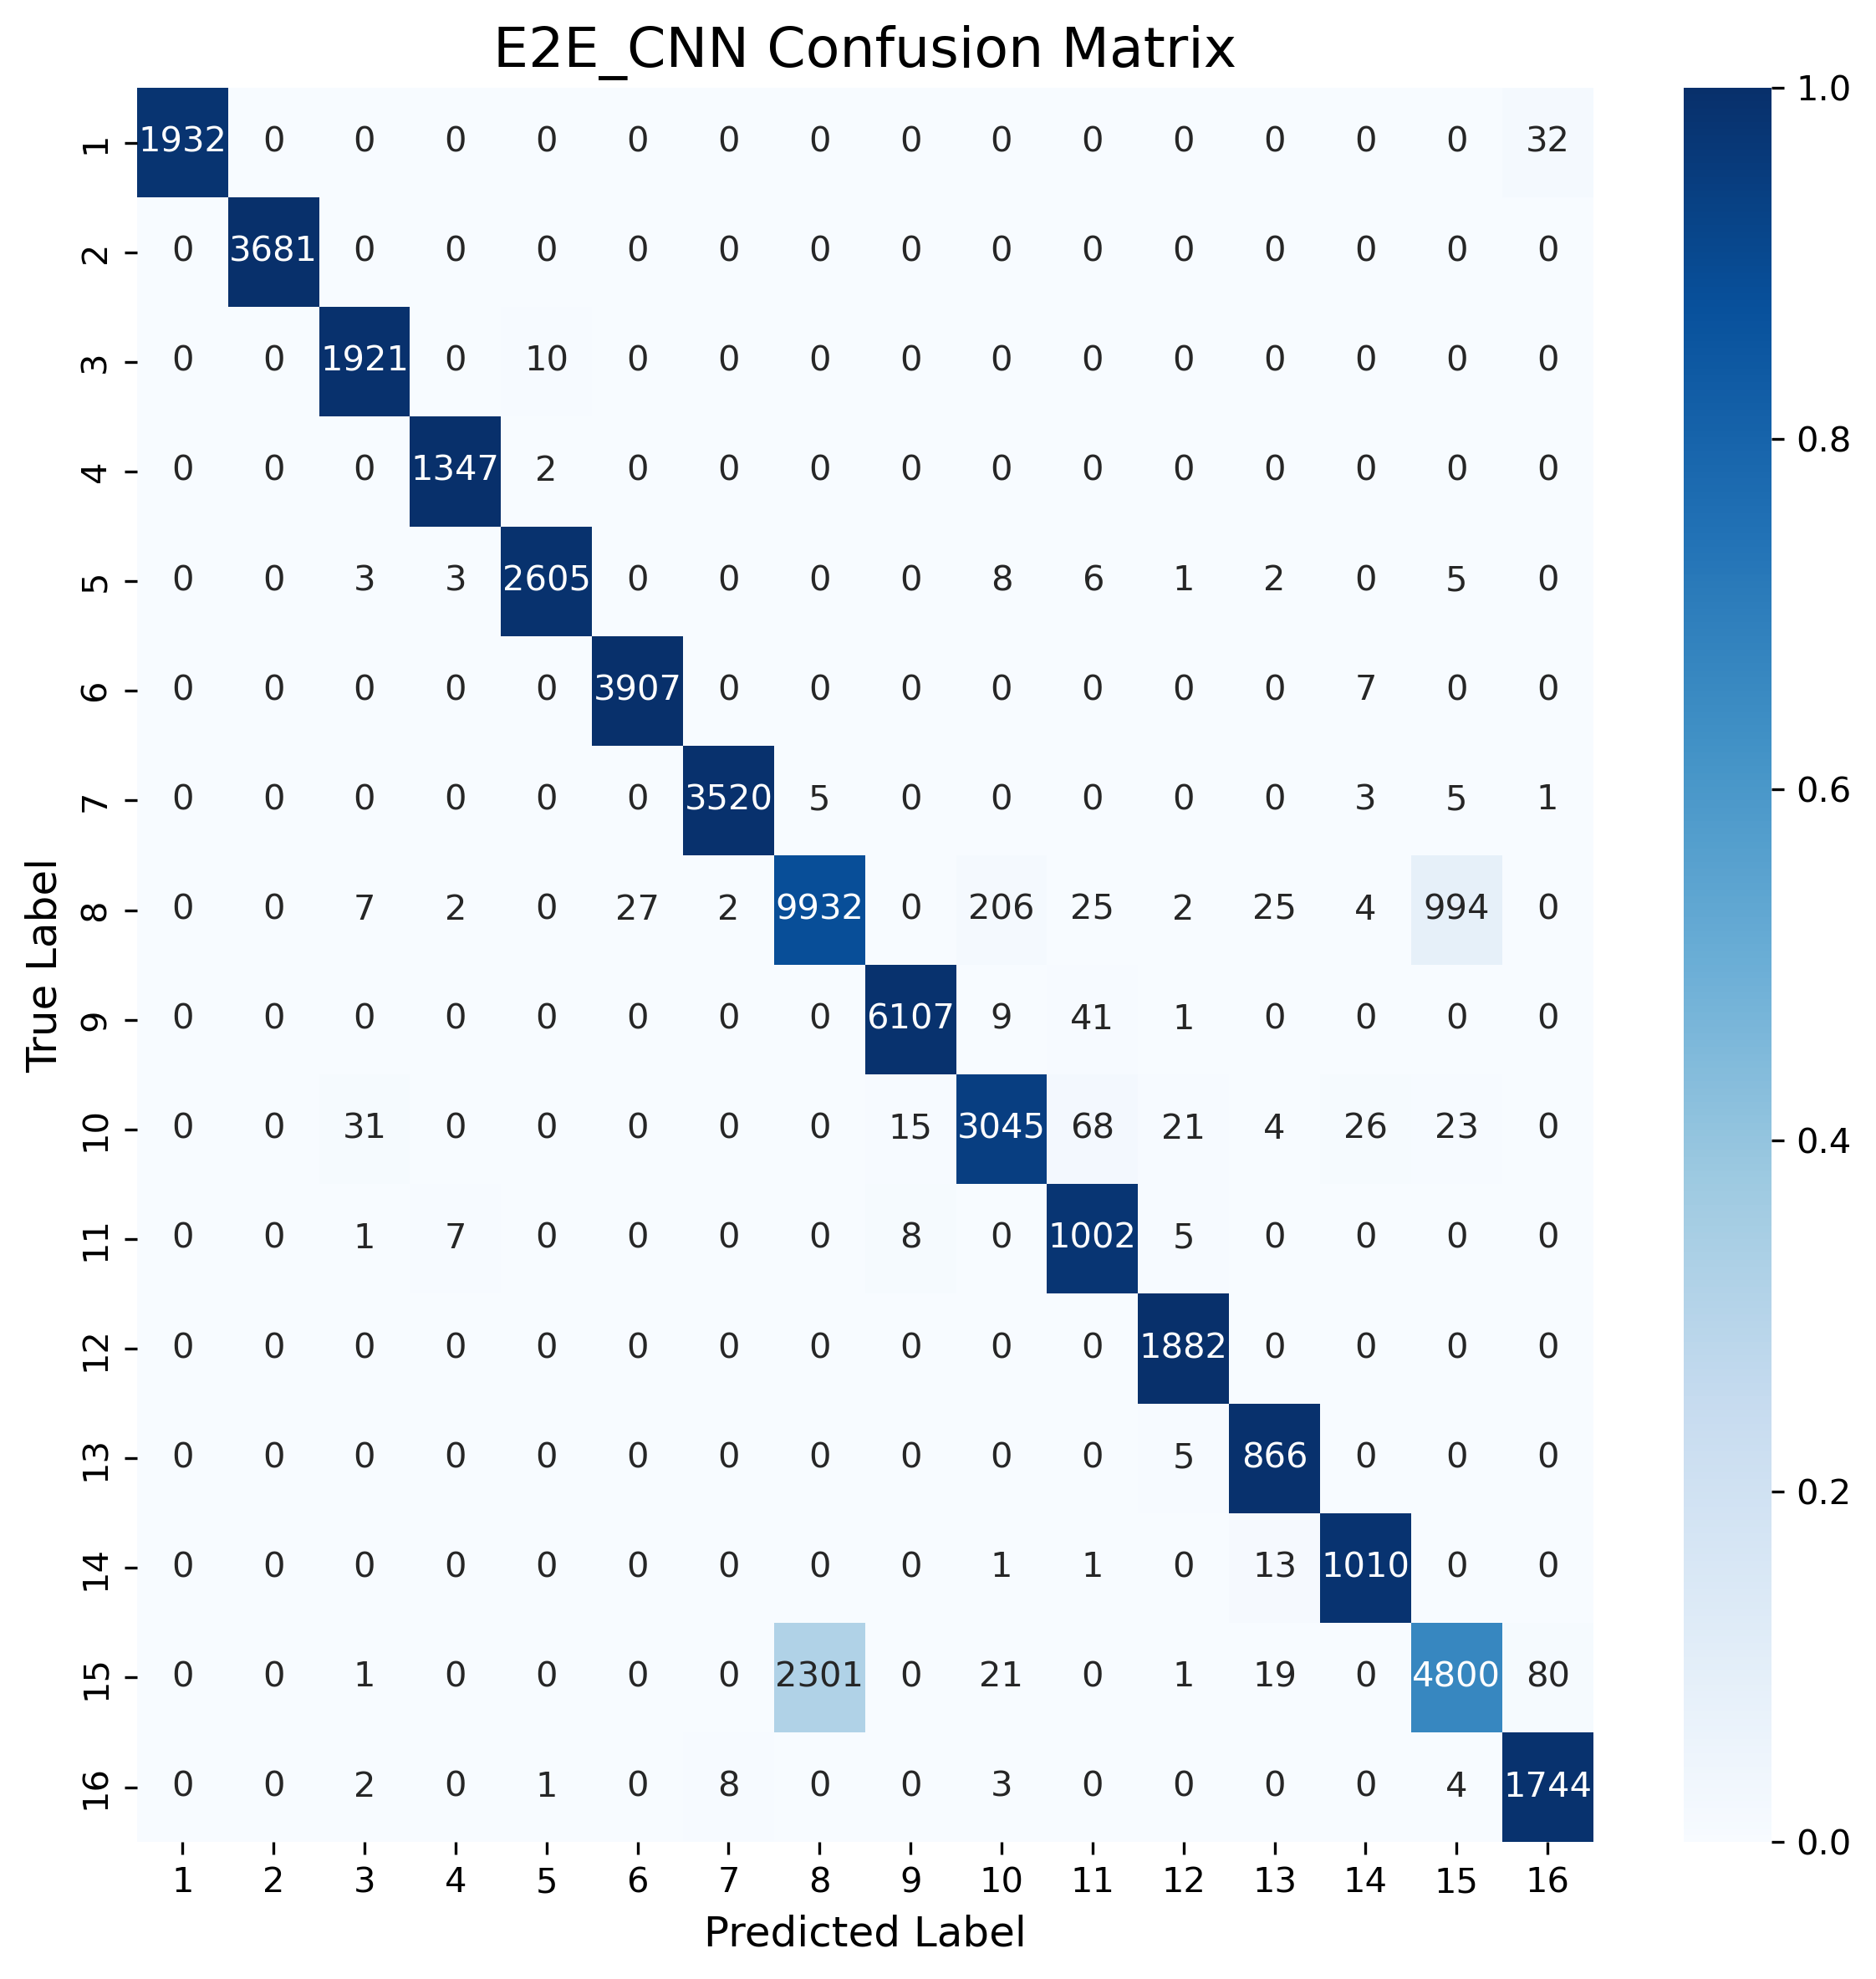 E2E_CNN Confusion Matrix
1 1932 0 0 0 0 0 0 0 0 0 0 0 0 0 0 32
2 0 3681 0 0 0 0 0 0 0 0 0 0 0 0 0 0
3 0 0 1921 0 10 0 0 0 0 0 0 0 0 0 0 0
4 0 0 0 1347 2 0 0 0 0 0 0 0 0 0 0 0
5 0 0 3 3 2605 0 0 0 0 8 6 1 2 0 5 0
6 0 0 0 0 0 3907 0 0 0 0 0 0 0 7 0 0
7 0 0 0 0 0 0 3520 5 0 0 0 0 0 3 5 1
8 0 0 7 2 0 27 2 9932 0 206 25 2 25 4 994 0
9 0 0 0 0 0 0 0 0 6107 9 41 1 0 0 0 0
10 0 0 31 0 0 0 0 0 15 3045 68 21 4 26 23 0
11 0 0 1 7 0 0 0 0 8 0 1002 5 0 0 0 0
12 0 0 0 0 0 0 0 0 0 0 0 1882 0 0 0 0
13 0 0 0 0 0 0 0 0 0 0 0 5 866 0 0 0
14 0 0 0 0 0 0 0 0 0 1 1 0 13 1010 0 0
15 0 0 1 0 0 0 0 2301 0 21 0 1 19 0 4800 80
16 0 0 2 0 1 0 8 0 0 3 0 0 0 0 4 1744
1 2 3 4 5 6 7 8 9 10 11 12 13 14 15 16
Predicted Label
True Label
1.0
0.8
0.6
0.4
0.2
0.0